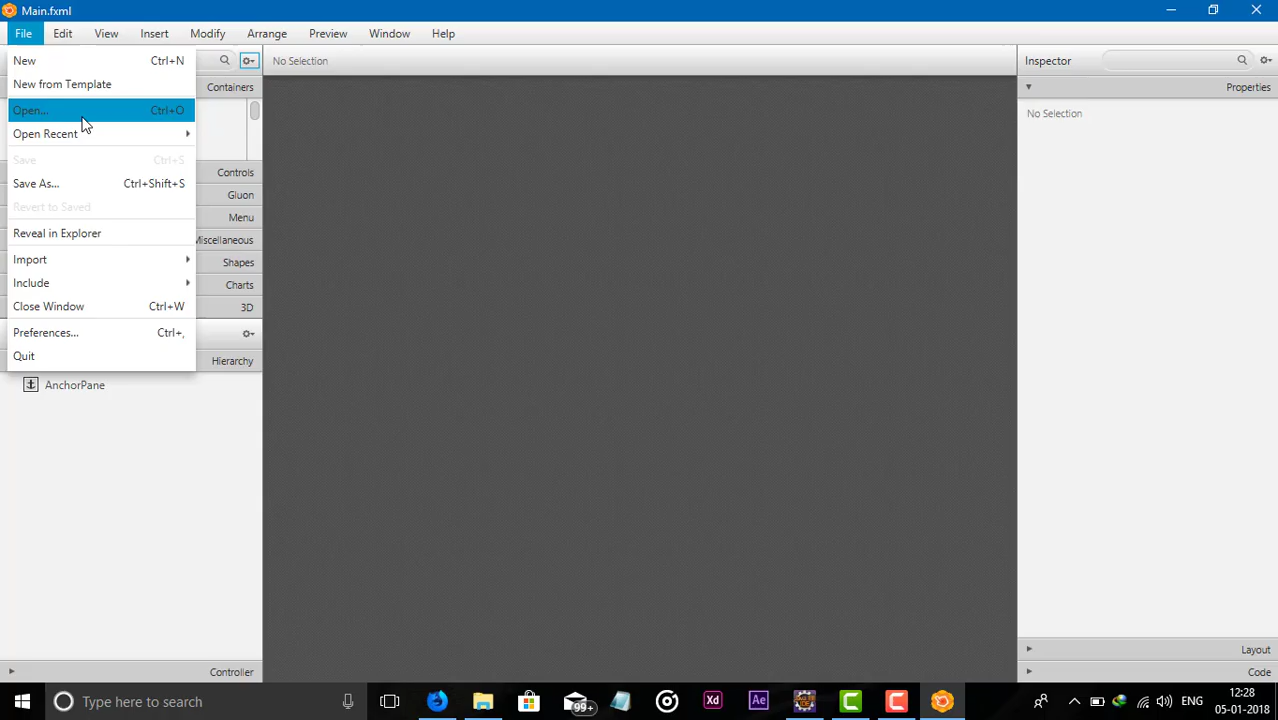 Main.fxml
File Edit View Insert Modify Arrange Preview Window Help
New Ctrl+N
New from Template
Open... Ctrl+O
Open Recent
Save Ctrl+S
Save As... Ctrl+Shift+S
Revert to Saved
Reveal in Explorer
Import
Include
Close Window Ctrl+W
Preferences... Ctrl+,
Quit
Containers
Controls
Gluon
Menu
Miscellaneous
Shapes
Charts
3D
Hierarchy
AnchorPane
Controller
No Selection
Inspector
Properties
No Selection
Layout
Code
Type here to search
99+
Xd
Ae
ENG
12:28
05-01-2018